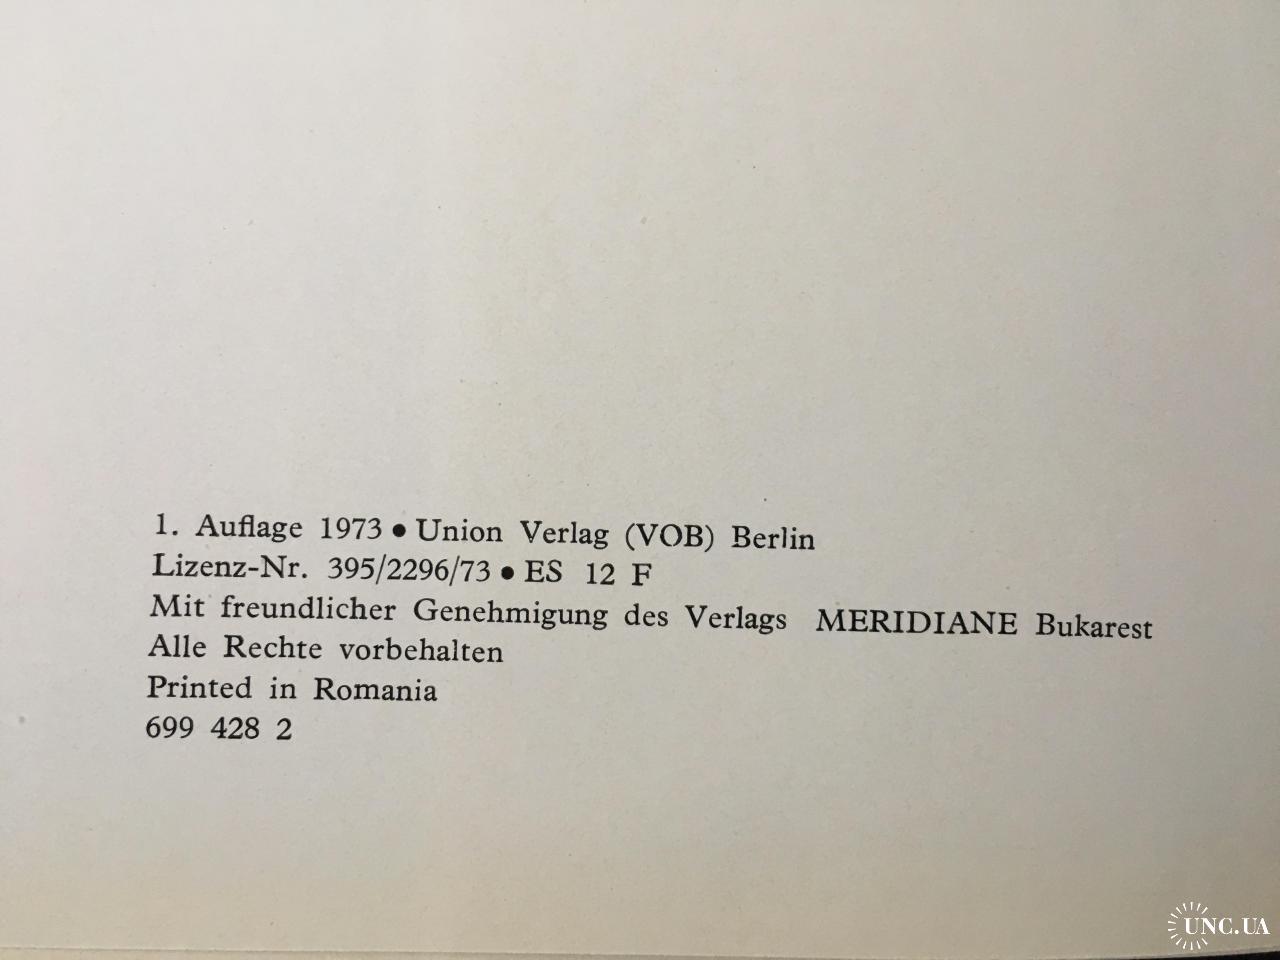 1. Auflage 1973 • Union Verlag (VOB) Berlin
Lizenz-Nr. 395/2296/73 • ES 12 F
Mit freundlicher Genehmigung des Verlags MERIDIANE Bukarest
Alle Rechte vorbehalten
Printed in Romania
699 428 2
UNC.UA